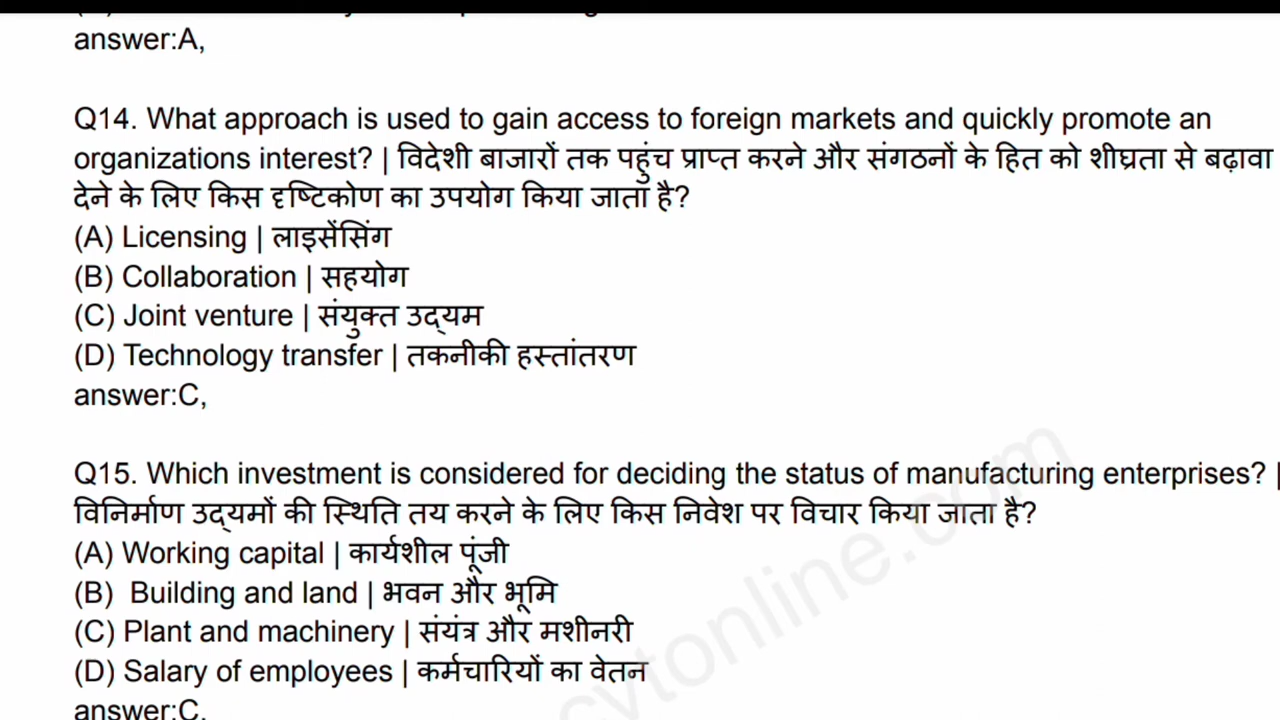 answer:A,
Q14. What approach is used to gain access to foreign markets and quickly promote an
organizations interest? | विदेशी बाजारों तक पहुंच प्राप्त करने और संगठनों के हित को शीघ्रता से बढ़ावा
देने के लिए किस दृष्टिकोण का उपयोग किया जाता है?
(A) Licensing | लाइसेंसिंग
(B) Collaboration | सहयोग
(C) Joint venture | संयुक्त उद्यम
(D) Technology transfer | तकनीकी हस्तांतरण
answer:C,
Q15. Which investment is considered for deciding the status of manufacturing enterprises? |
विनिर्माण उद्यमों की स्थिति तय करने के लिए किस निवेश पर विचार किया जाता है?
(A) Working capital | कार्यशील पूंजी
(B) Building and land | भवन और भूमि
(C) Plant and machinery | संयंत्र और मशीनरी
(D) Salary of employees | कर्मचारियों का वेतन
answer:C,